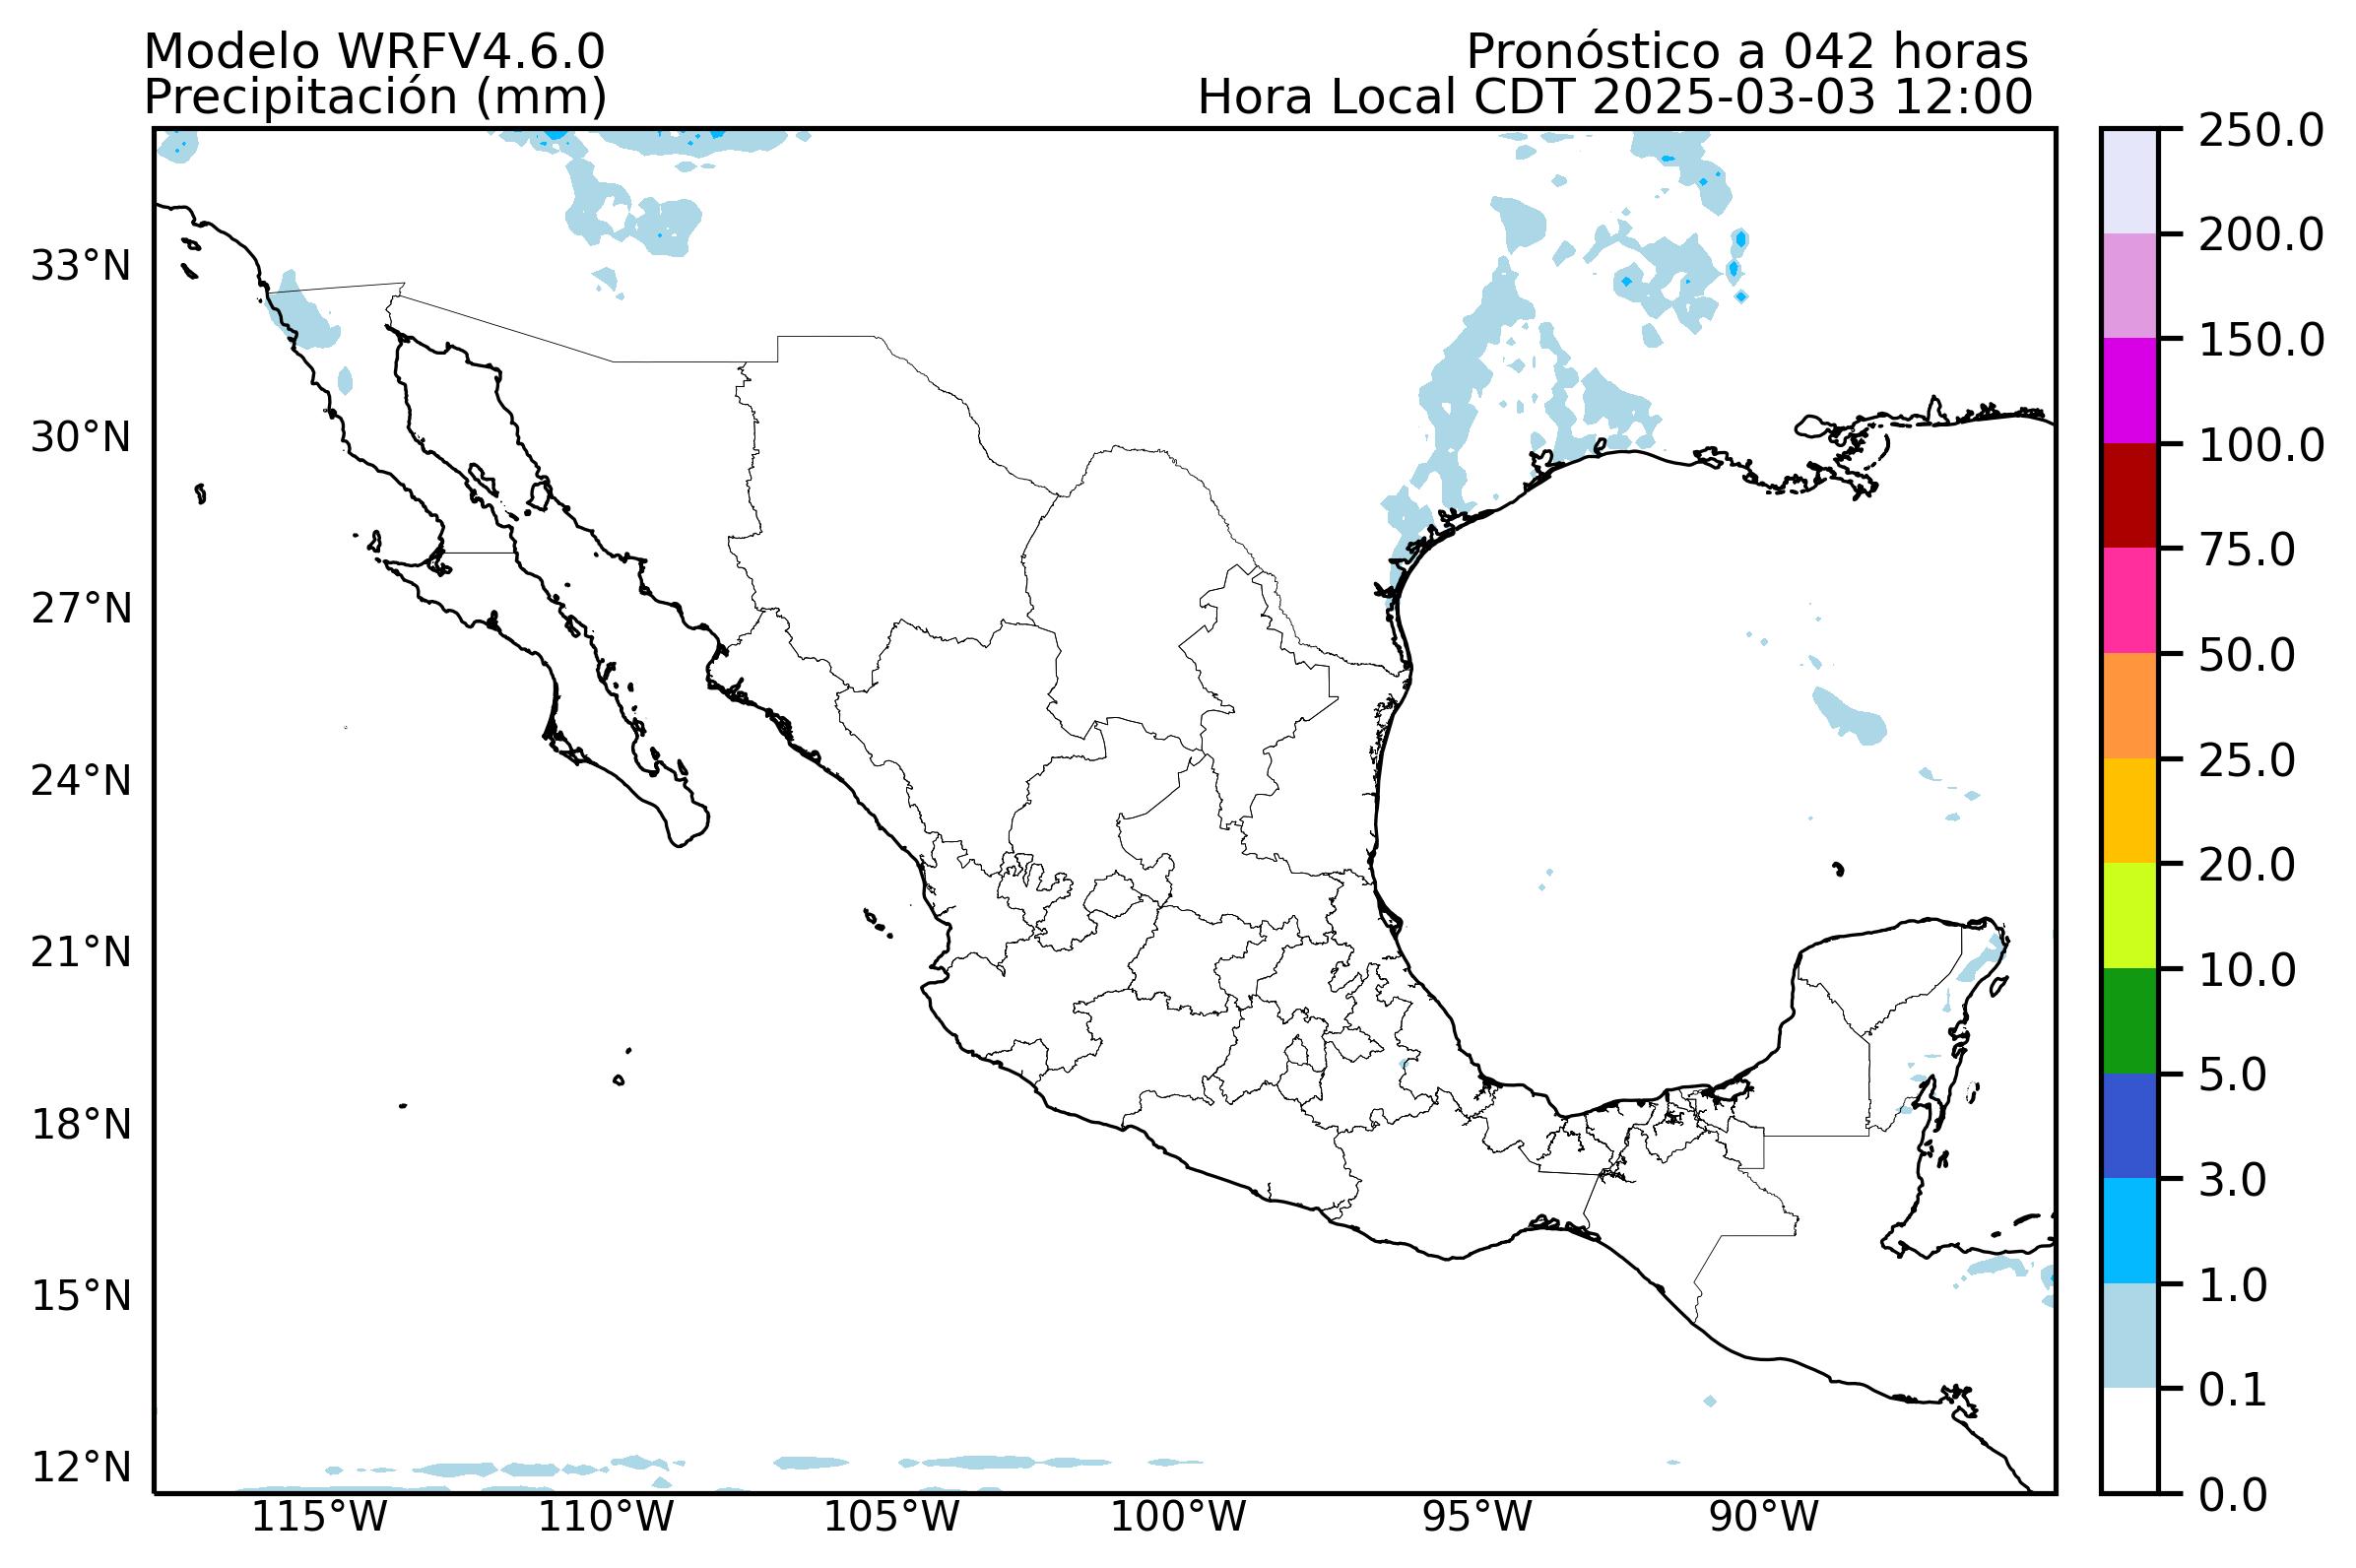 Modelo WRFV4.6.0
Precipitación (mm)
Pronóstico a 042 horas
Hora Local CDT 2025-03-03 12:00
33°N
30°N
27°N
24°N
21°N
18°N
15°N
12°N
115°W
110°W
105°W
100°W
95°W
90°W
250.0
200.0
150.0
100.0
75.0
50.0
25.0
20.0
10.0
5.0
3.0
1.0
0.1
0.0